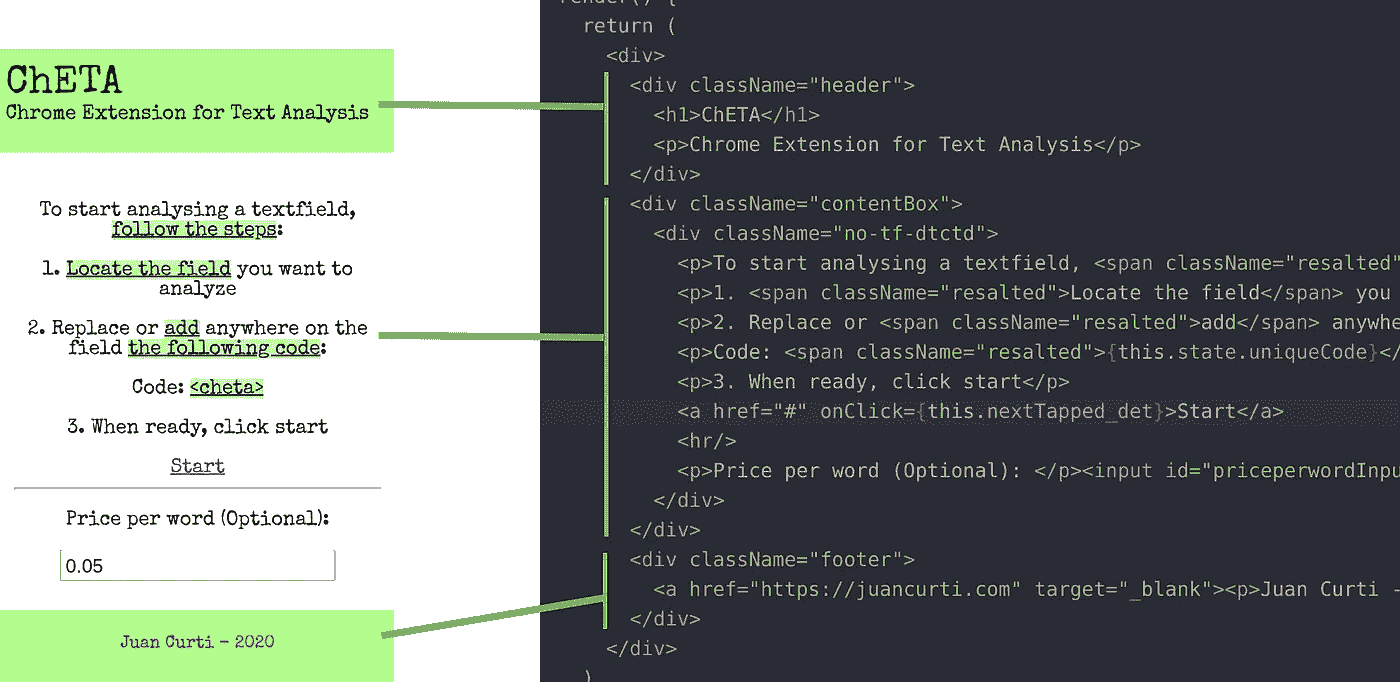 ChETA
Chrome Extension for Text Analysis
To start analysing a textfield,
follow the steps:
1. Locate the field you want to
analyze
2. Replace or add anywhere on the
field the following code:
Code: <cheta>
3. When ready, click start
Start
Price per word (Optional):
0.05
Juan Curti - 2020
render() {
return (
<div>
<div className="header">
<h1>ChETA</h1>
<p>Chrome Extension for Text Analysis</p>
</div>
<div className="contentBox">
<div className="no-tf-dtctd">
<p>To start analysing a textfield, <span className="resalted"
<p>1. <span className="resalted">Locate the field</span> you
<p>2. Replace or <span className="resalted">add</span> anywhe
<p>Code: <span className="resalted">{this.state.uniqueCode}</
<p>3. When ready, click start</p>
<a href="#" onClick={this.nextTapped_det}>Start</a>
<hr/>
<p>Price per word (Optional): </p><input id="priceperwordInpu
</div>
</div>
<div className="footer">
<a href="https://juancurti.com" target="_blank"><p>Juan Curti -
</div>
</div>
)